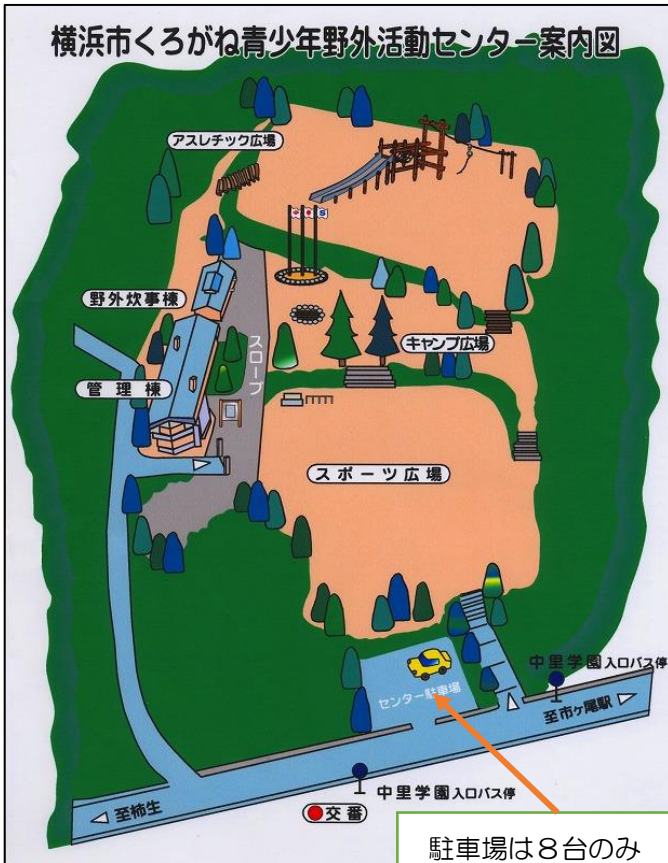 横浜市くろがね青少年野外活動センター案内図
アスレチック広場
野外炊事棟
スロープ
キャンプ広場
管理棟
スポーツ広場
中里学園入口バス停
センター駐車場
至市ヶ尾駅
中里学園入口バス停
至柿生
交番
駐車場は８台のみ